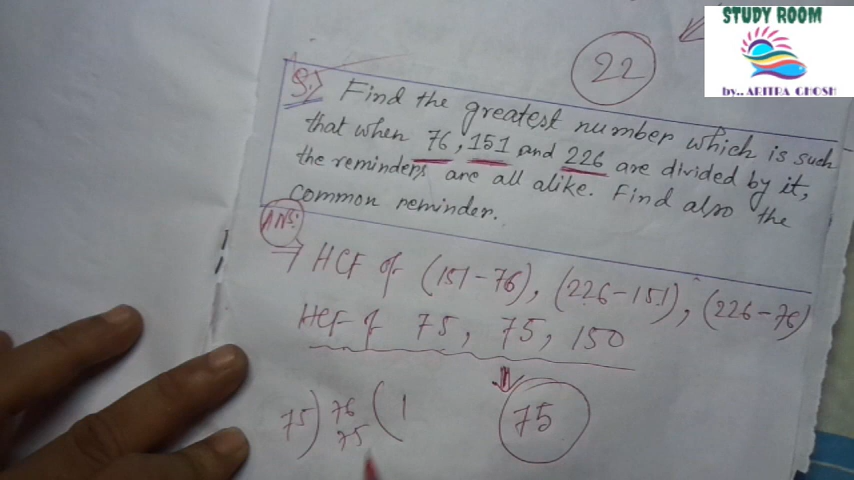 STUDY ROOM
by.. ARITRA GHOSH
22
Q:) Find the greatest number which is such
that when 76, 151 and 226 are divided by it,
the reminders are all alike. Find also the
common reminder.
ANS:
→ HCF of (151-76), (226-151), (226-76)
HCF of 75, 75, 150
75) 76 (1
75
75